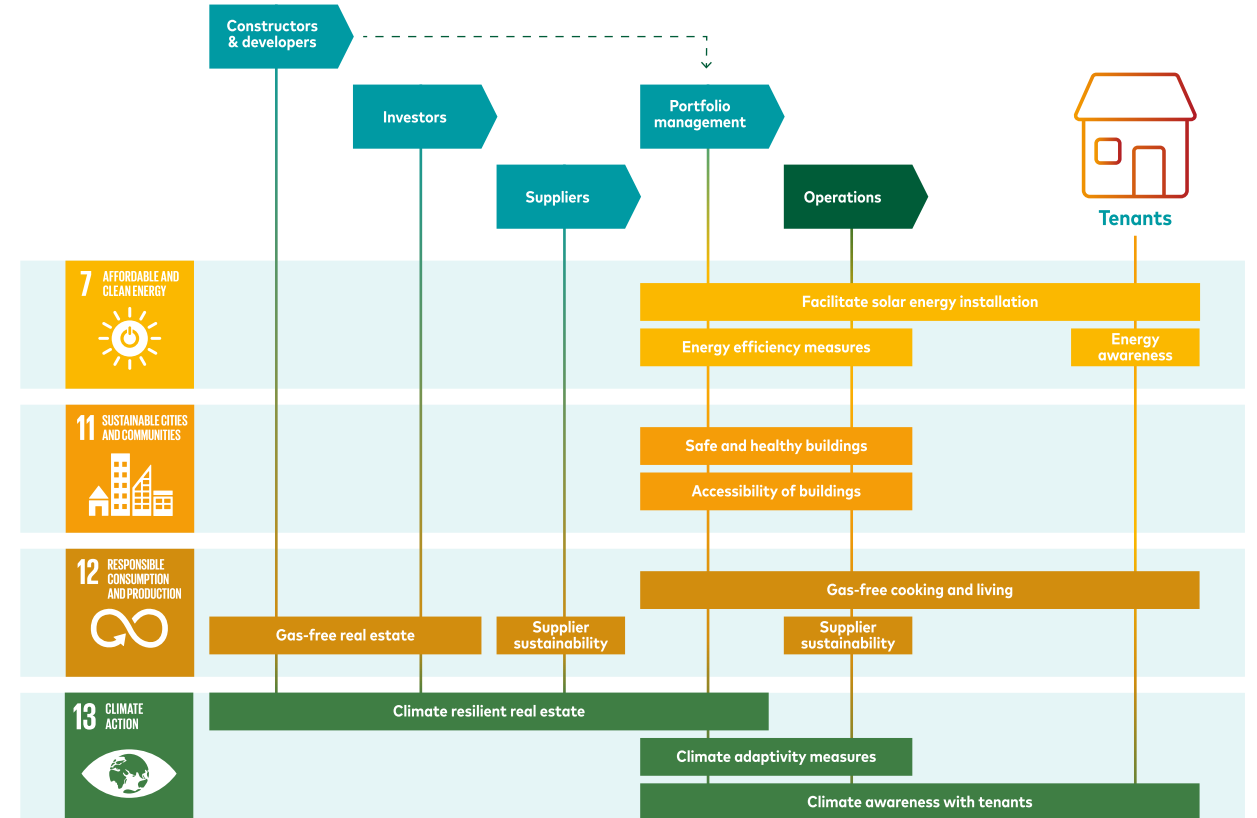 Constructors
& developers
Investors
Portfolio
management
Suppliers
Operations
Tenants
7 AFFORDABLE AND
CLEAN ENERGY
Facilitate solar energy installation
Energy efficiency measures
Energy
awareness
11 SUSTAINABLE CITIES
AND COMMUNITIES
Safe and healthy buildings
Accessibility of buildings
12 RESPONSIBLE
CONSUMPTION
AND PRODUCTION
Gas-free cooking and living
Gas-free real estate
Supplier
sustainability
Supplier
sustainability
13 CLIMATE
ACTION
Climate resilient real estate
Climate adaptivity measures
Climate awareness with tenants